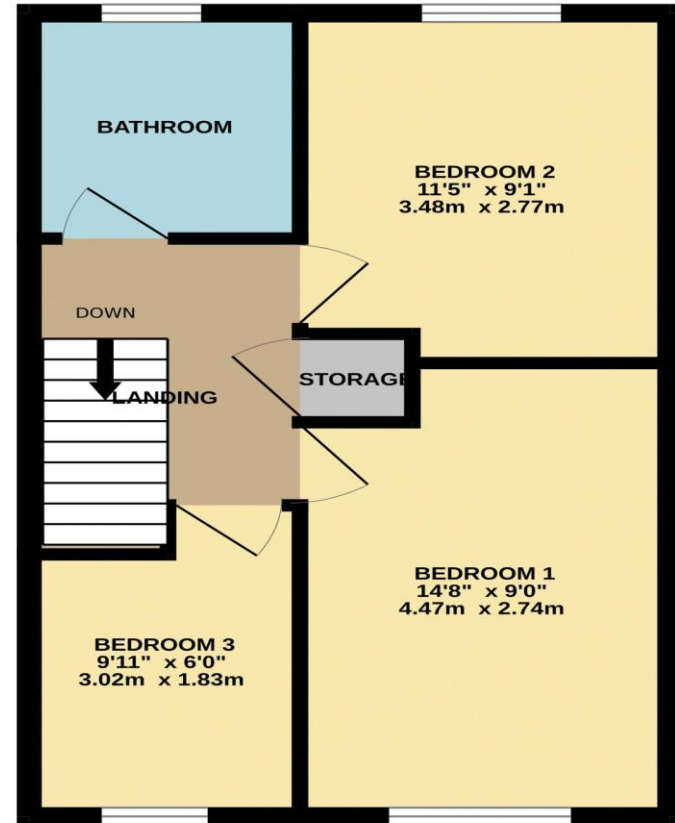 BATHROOM
BEDROOM 2
11'5" x 9'1"
3.48m x 2.77m
DOWN
STORAGE
LANDING
BEDROOM 1
14'8" x 9'0"
4.47m x 2.74m
BEDROOM 3
9'11" x 6'0"
3.02m x 1.83m